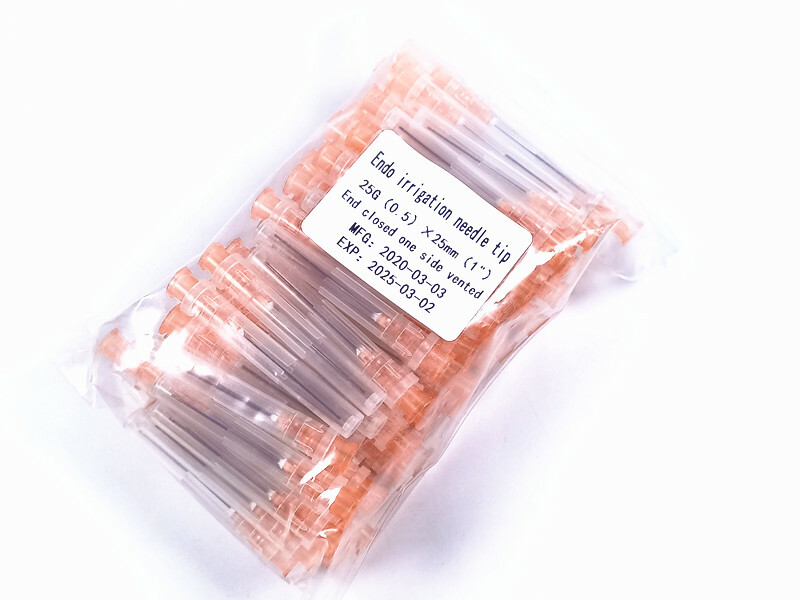 Endo irrigation needle tip
25G (0.5) ×25mm (1")
End closed one side vented
MFG: 2020-03-03
EXP: 2025-03-02